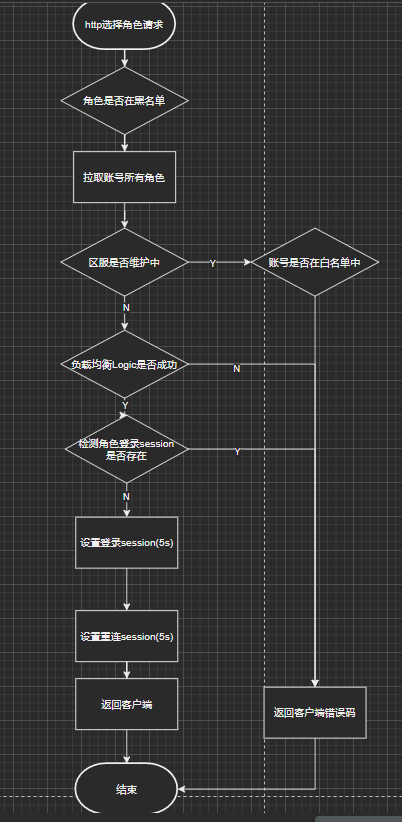 http选择角色请求
角色是否在黑名单
拉取账号所有角色
区服是否维护中
Y
账号是否在白名单中
N
负载均衡Logic是否成功
N
Y
检测角色登录session
是否存在
Y
N
设置登录session(5s)
设置重连session(5s)
返回客户端
返回客户端错误码
结束